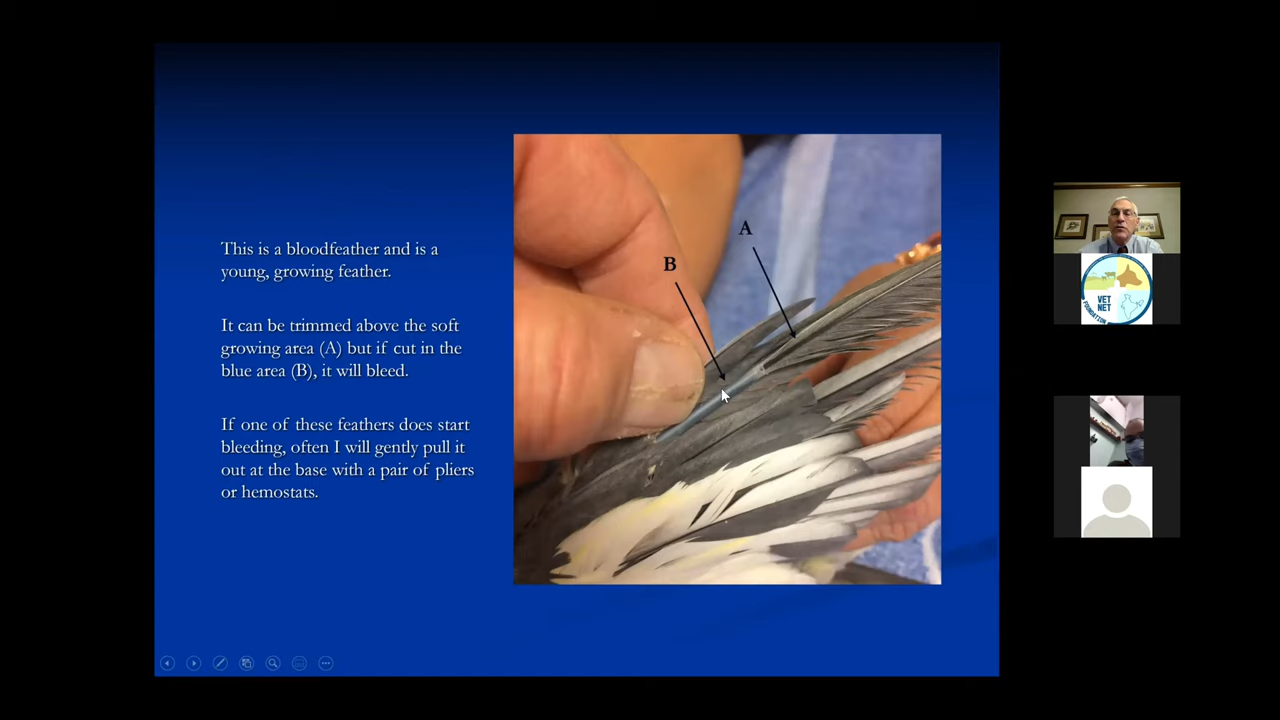 This is a bloodfeather and is a
young, growing feather.
It can be trimmed above the soft
growing area (A) but if cut in the
blue area (B), it will bleed.
If one of these feathers does start
bleeding, often I will gently pull it
out at the base with a pair of pliers
or hemostats.
A
B
VET
NET
FOUNDATION